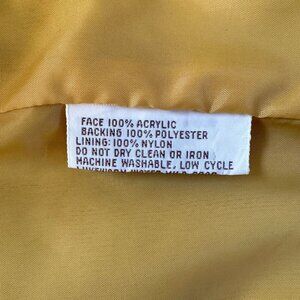 FACE 100% ACRYLIC
BACKING 100% POLYESTER
LINING: 100% NYLON
DO NOT DRY CLEAN OR IRON
MACHINE WASHABLE, LOW CYCLE